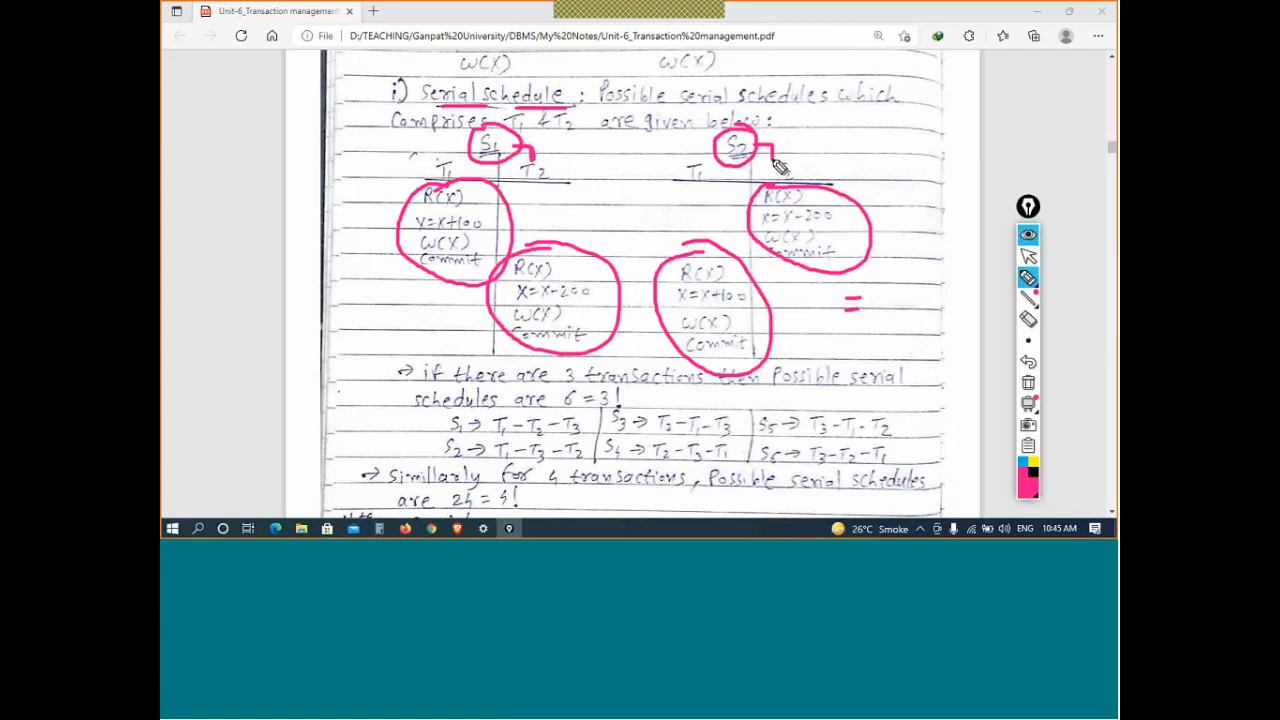 Unit-6_Transaction management
File D:/TEACHING/Ganpat%20University/DBMS/My%20Notes/Unit-6_Transaction%20management.pdf
W(X) W(X)
i) Serial schedule : Possible serial schedules which
Comprises T1 & T2 are given below:
S1 S2
T1 T2 T1
R(X) R(X)
X=X+100 X=X-200
W(X) W(X)
Commit Commit
R(X) R(X)
X=X-200 X=X+100
W(X) W(X)
Commit Commit
=
→ if there are 3 transactions then Possible serial
schedules are 6 = 3!
S1 → T1-T2-T3 S3 → T2-T1-T3 S5 → T3-T1-T2
S2 → T1-T3-T2 S4 → T2-T3-T1 S6 → T3-T2-T1
→ Simillarly for 4 transactions, Possible serial schedules
are 24 = 4!
26°C Smoke ENG 10:45 AM